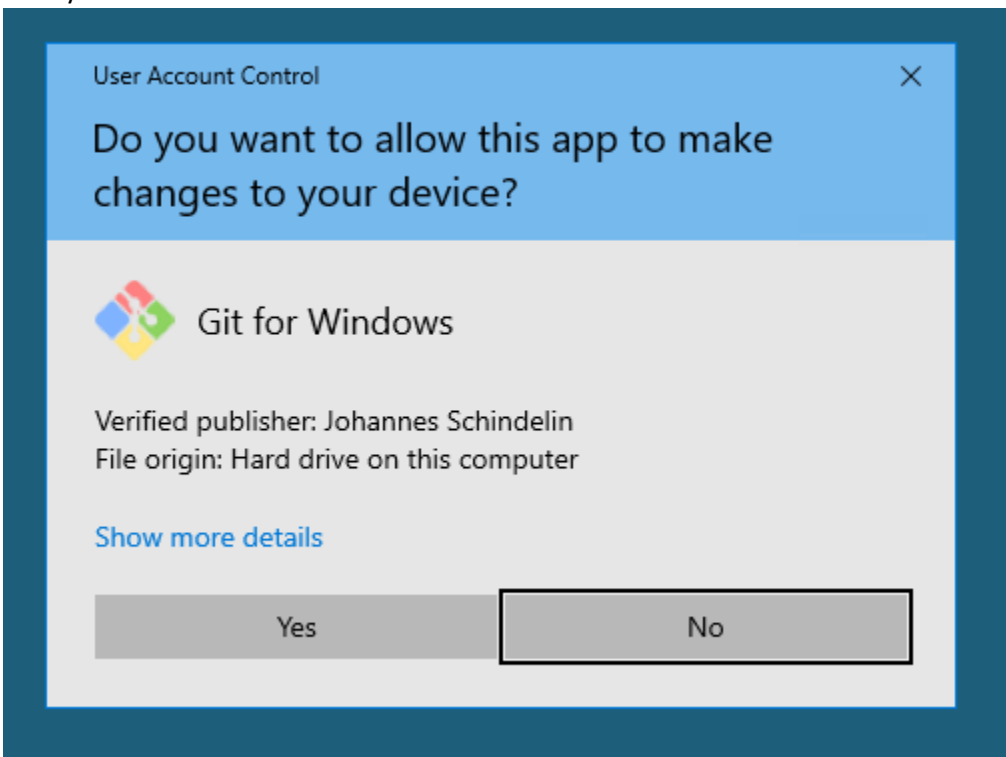 User Account Control
Do you want to allow this app to make
changes to your device?
Git for Windows
Verified publisher: Johannes Schindelin
File origin: Hard drive on this computer
Show more details
Yes
No